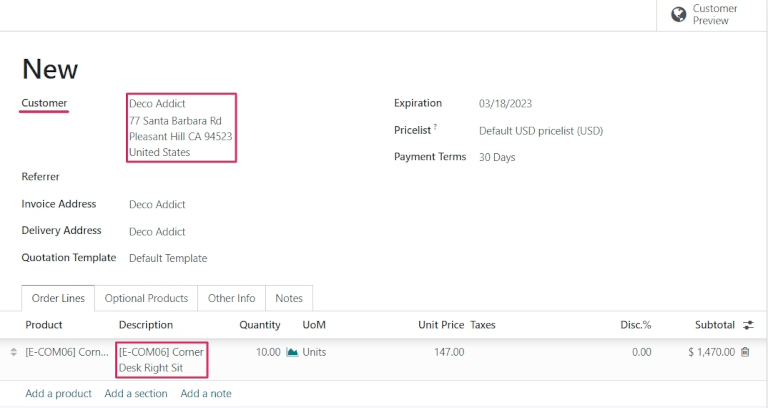 Customer
Preview
New
Customer
Deco Addict
77 Santa Barbara Rd
Pleasant Hill CA 94523
United States
Expiration 03/18/2023
Pricelist ? Default USD pricelist (USD)
Payment Terms 30 Days
Referrer
Invoice Address Deco Addict
Delivery Address Deco Addict
Quotation Template Default Template
Order Lines Optional Products Other Info Notes
Product Description Quantity UoM Unit Price Taxes Disc.% Subtotal
[E-COM06] Corn... [E-COM06] Corner 10.00 Units 147.00 0.00 $ 1,470.00
Desk Right Sit
Add a product Add a section Add a note